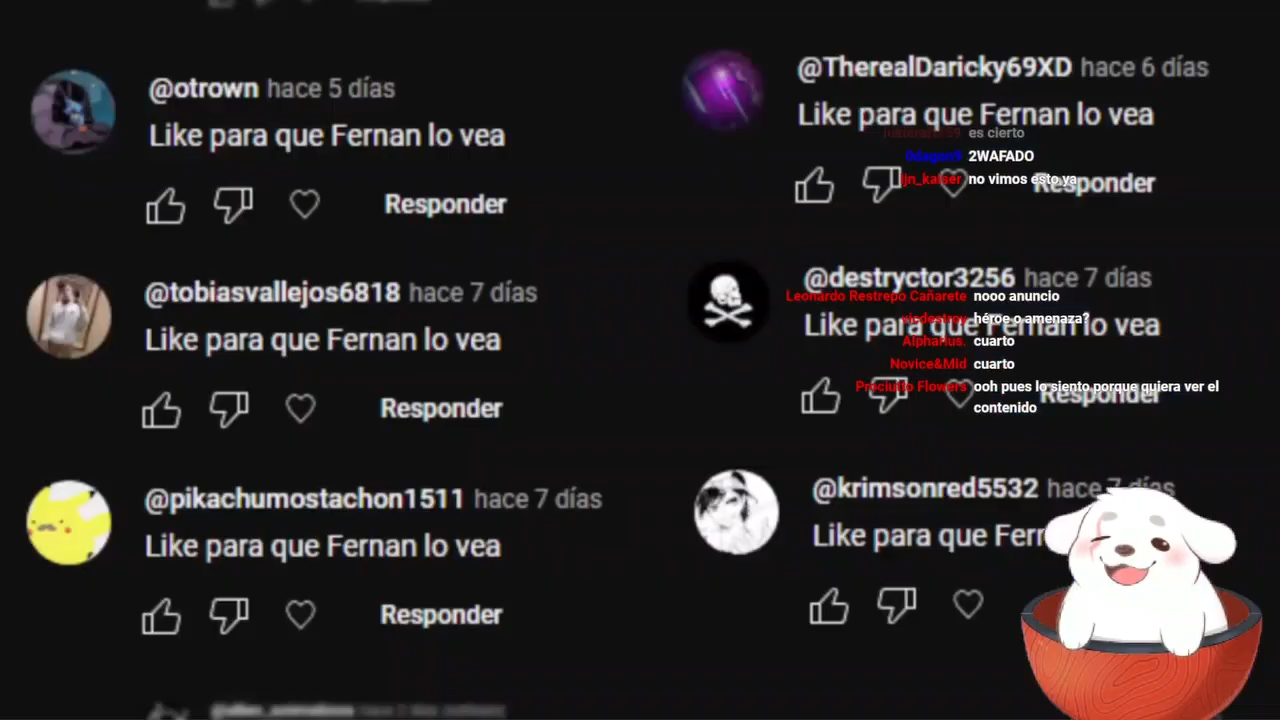 @otrown hace 5 días
Like para que Fernan lo vea
Responder
@tobiasvallejos6818 hace 7 días
Like para que Fernan lo vea
Responder
@pikachumostachon1511 hace 7 días
Like para que Fernan lo vea
Responder
@TherealDaricky69XD hace 6 días
Like para que Fernan lo vea
es cierto
2WAFADO
no vimos esto ya
Responder
@destryctor3256 hace 7 días
Leonardo Restrepo Cañarete nooo anuncio
Like para que Fernan lo vea
héroe o amenaza?
Alpharius. cuarto
Novice&Mid cuarto
Prociutto Flowers ooh pues lo siento porque quiera ver el
contenido
Responder
@krimsonred5532 hace 7 días
Like para que